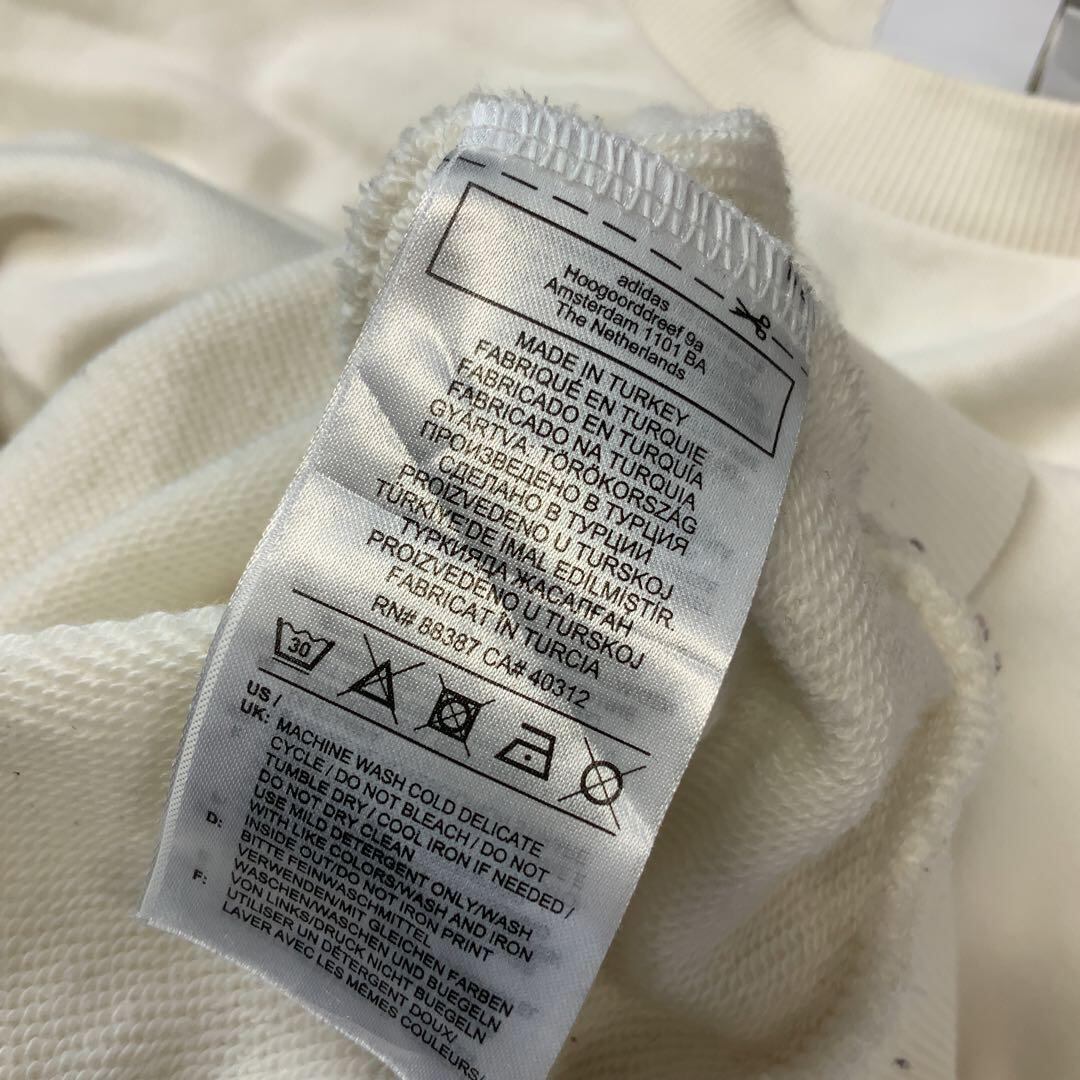 adidas
Hoogoorddreef 9a
Amsterdam 1101 BA
The Netherlands
MADE IN TURKEY
FABRIQUÉ EN TURQUIE
FABRICADO EN TURQUÍA
FABRICADO NA TURQUIA
GYÁRTVA: TÖRÖKORSZÁG
ПРОИЗВЕДЕНО В ТУРЦИЯ
СДЕЛАНО В ТУРЦИИ
PROIZVEDENO U TURSKOJ
TÜRKİYE'DE İMAL EDİLMİŞTİR.
ТУРКИЯДА ЖАСАЛҒАН
PROIZVEDENO U TURSKOJ
FABRICAT ÎN TURCIA
RN# 88387 CA# 40312
30
US /
UK: MACHINE WASH COLD DELICATE
CYCLE / DO NOT BLEACH / DO NOT
TUMBLE DRY / COOL IRON IF NEEDED /
DO NOT DRY CLEAN
USE MILD DETERGENT ONLY/WASH
WITH LIKE COLORS/WASH AND IRON
INSIDE OUT/DO NOT IRON PRINT
D: BITTE FEINWASCHMITTEL
VERWENDEN/MIT GLEICHEN FARBEN
WASCHEN/WASCHEN UND BUEGELN
VON LINKS/DRUCK NICHT BUEGELN
F: UTILISER UN DÉTERGENT DOUX/
LAVER AVEC LES MÊMES COULEURS/